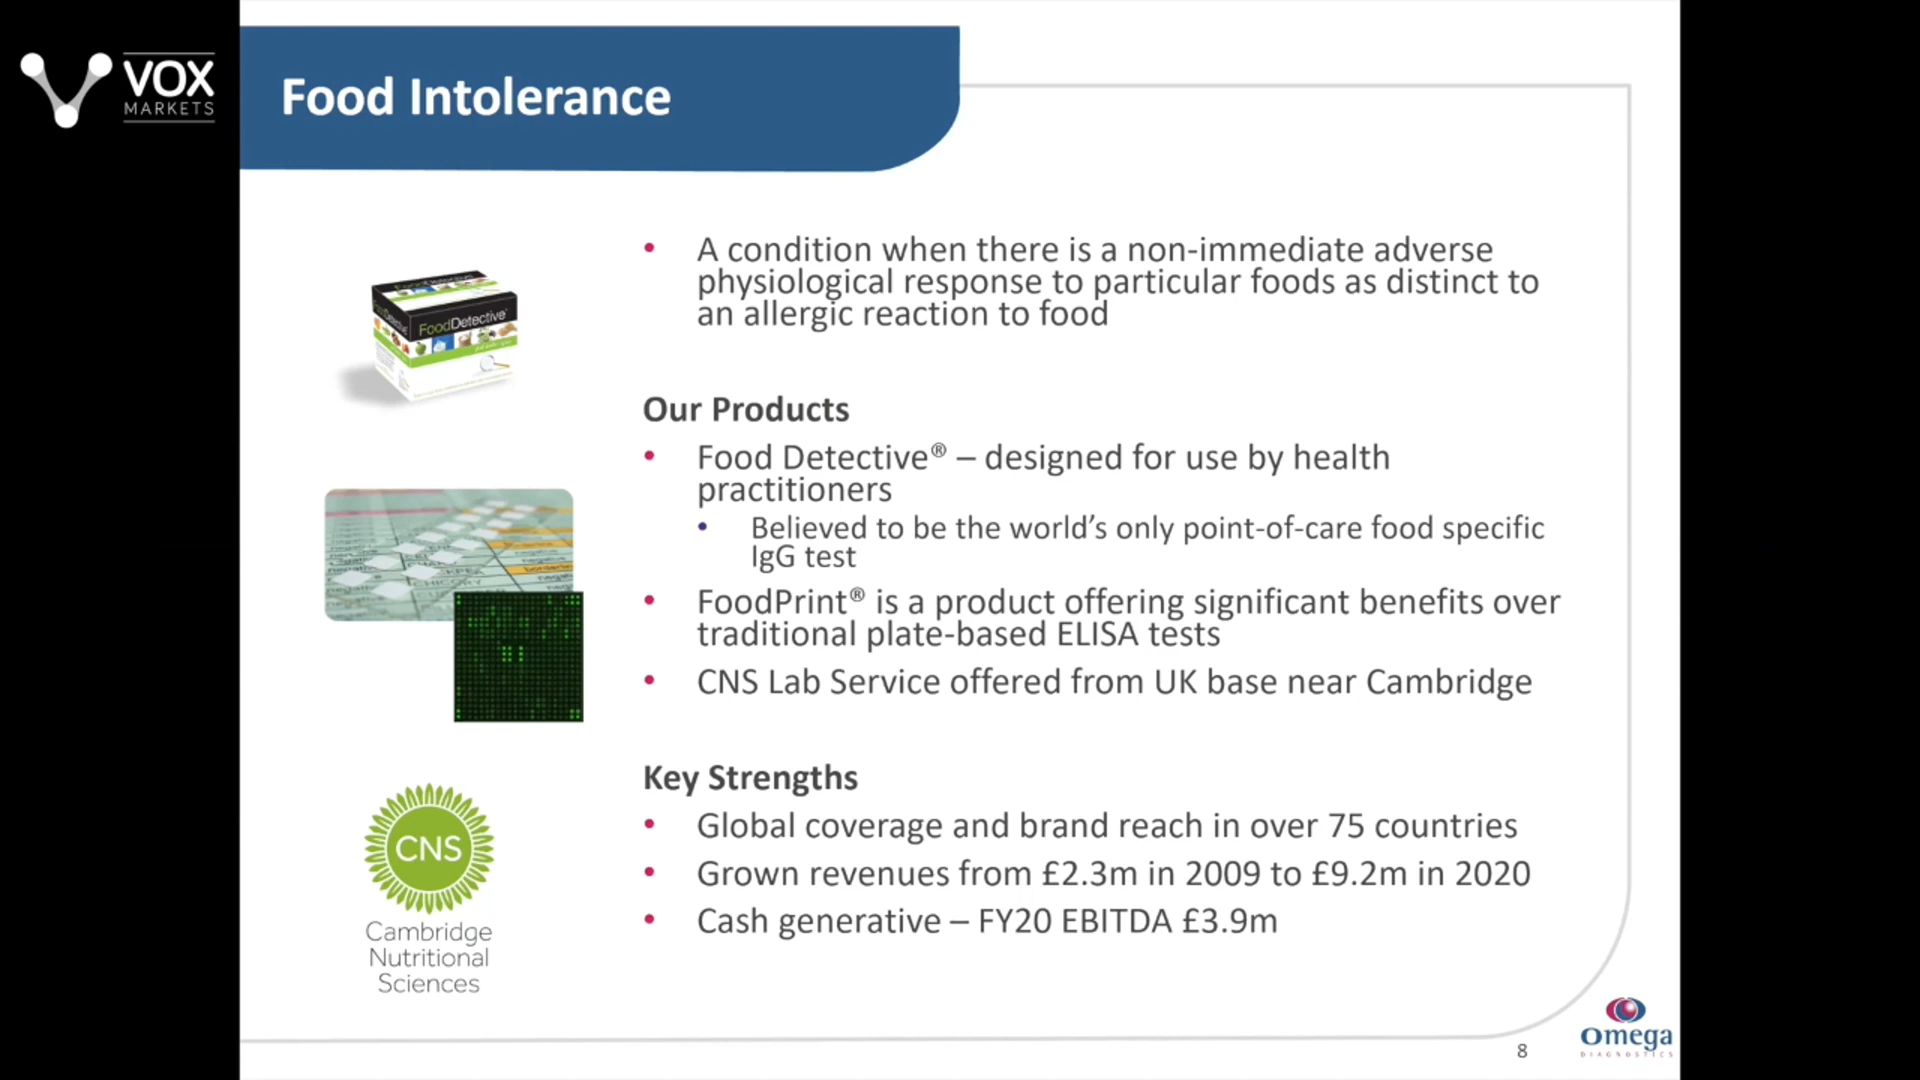 VOX
MARKETS
Food Intolerance
• A condition when there is a non-immediate adverse
physiological response to particular foods as distinct to
an allergic reaction to food
FoodDetective
Our Products
• Food Detective® – designed for use by health
practitioners
• Believed to be the world’s only point-of-care food specific
IgG test
• FoodPrint® is a product offering significant benefits over
traditional plate-based ELISA tests
• CNS Lab Service offered from UK base near Cambridge
negative
CHICORY
Key Strengths
• Global coverage and brand reach in over 75 countries
• Grown revenues from £2.3m in 2009 to £9.2m in 2020
• Cash generative – FY20 EBITDA £3.9m
CNS
Cambridge
Nutritional
Sciences
8
Omega
DIAGNOSTICS